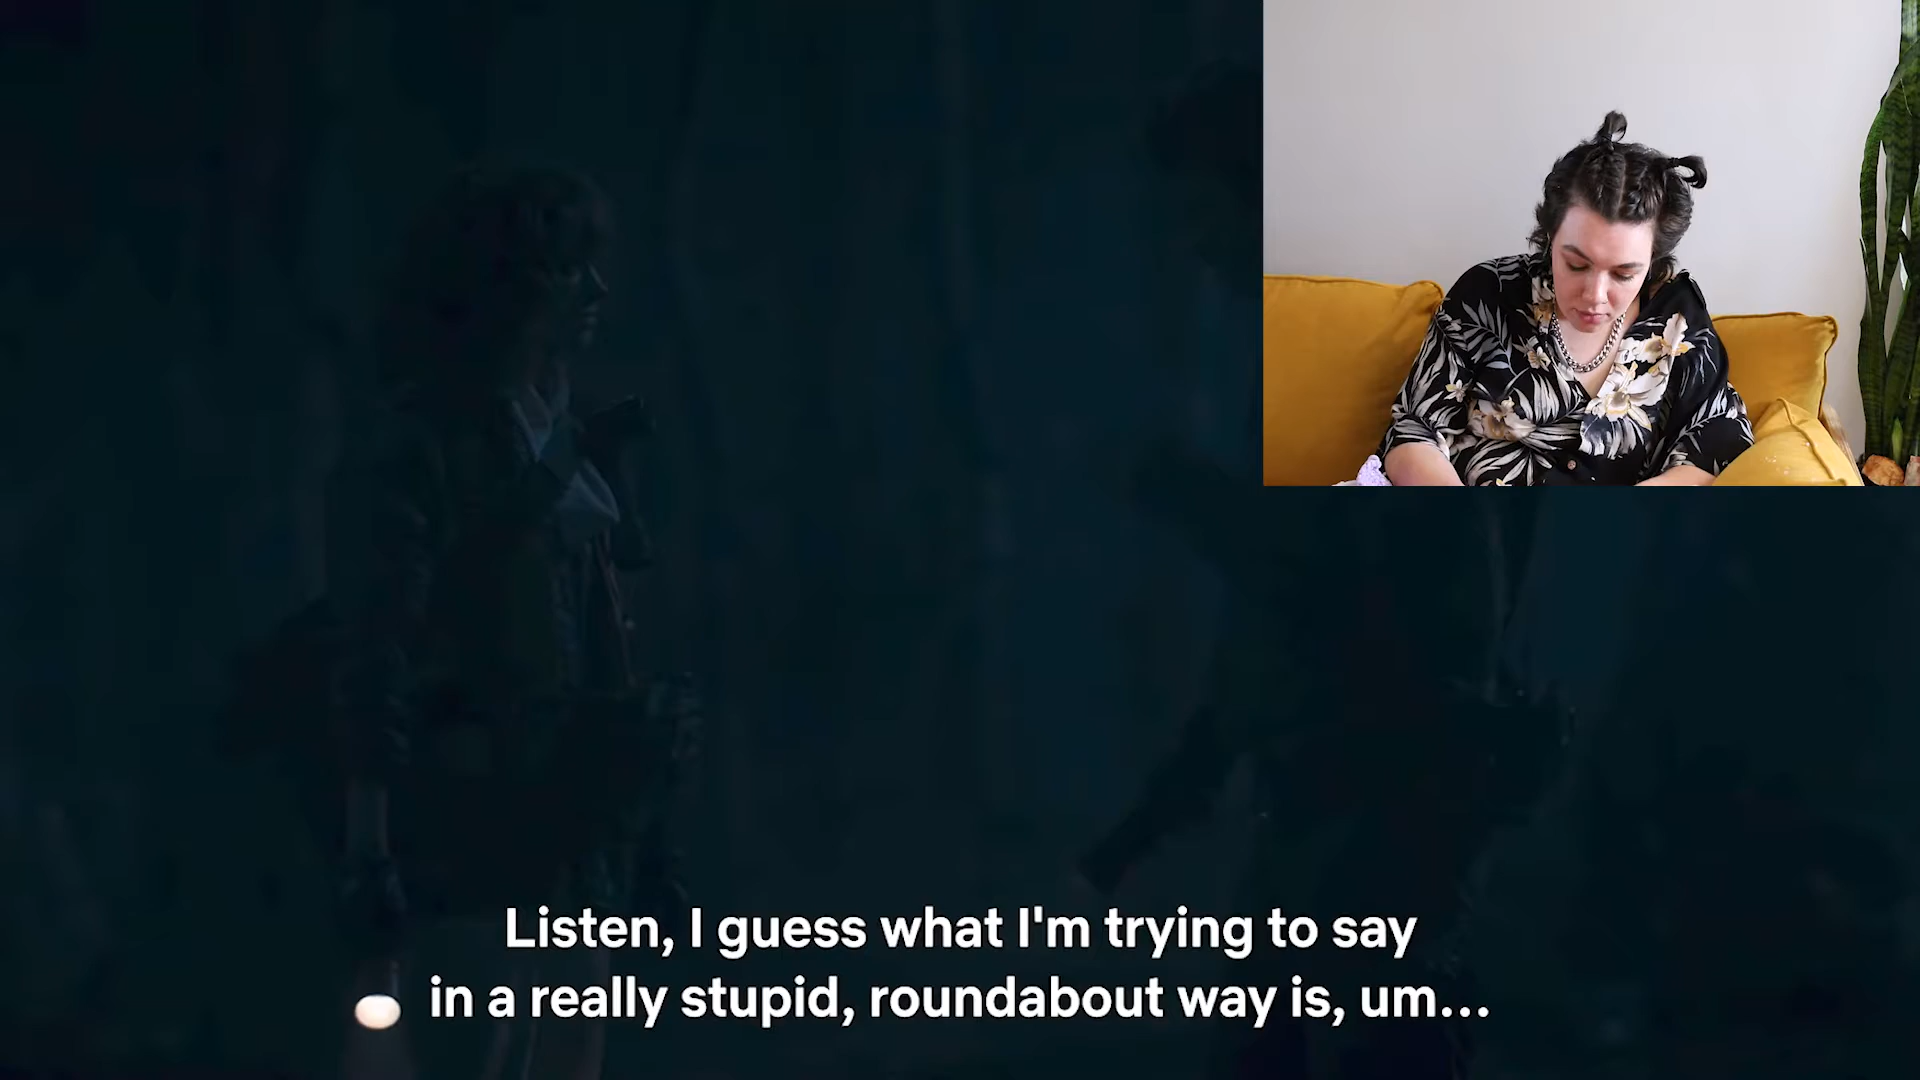 Listen, I guess what I'm trying to say
in a really stupid, roundabout way is, um...